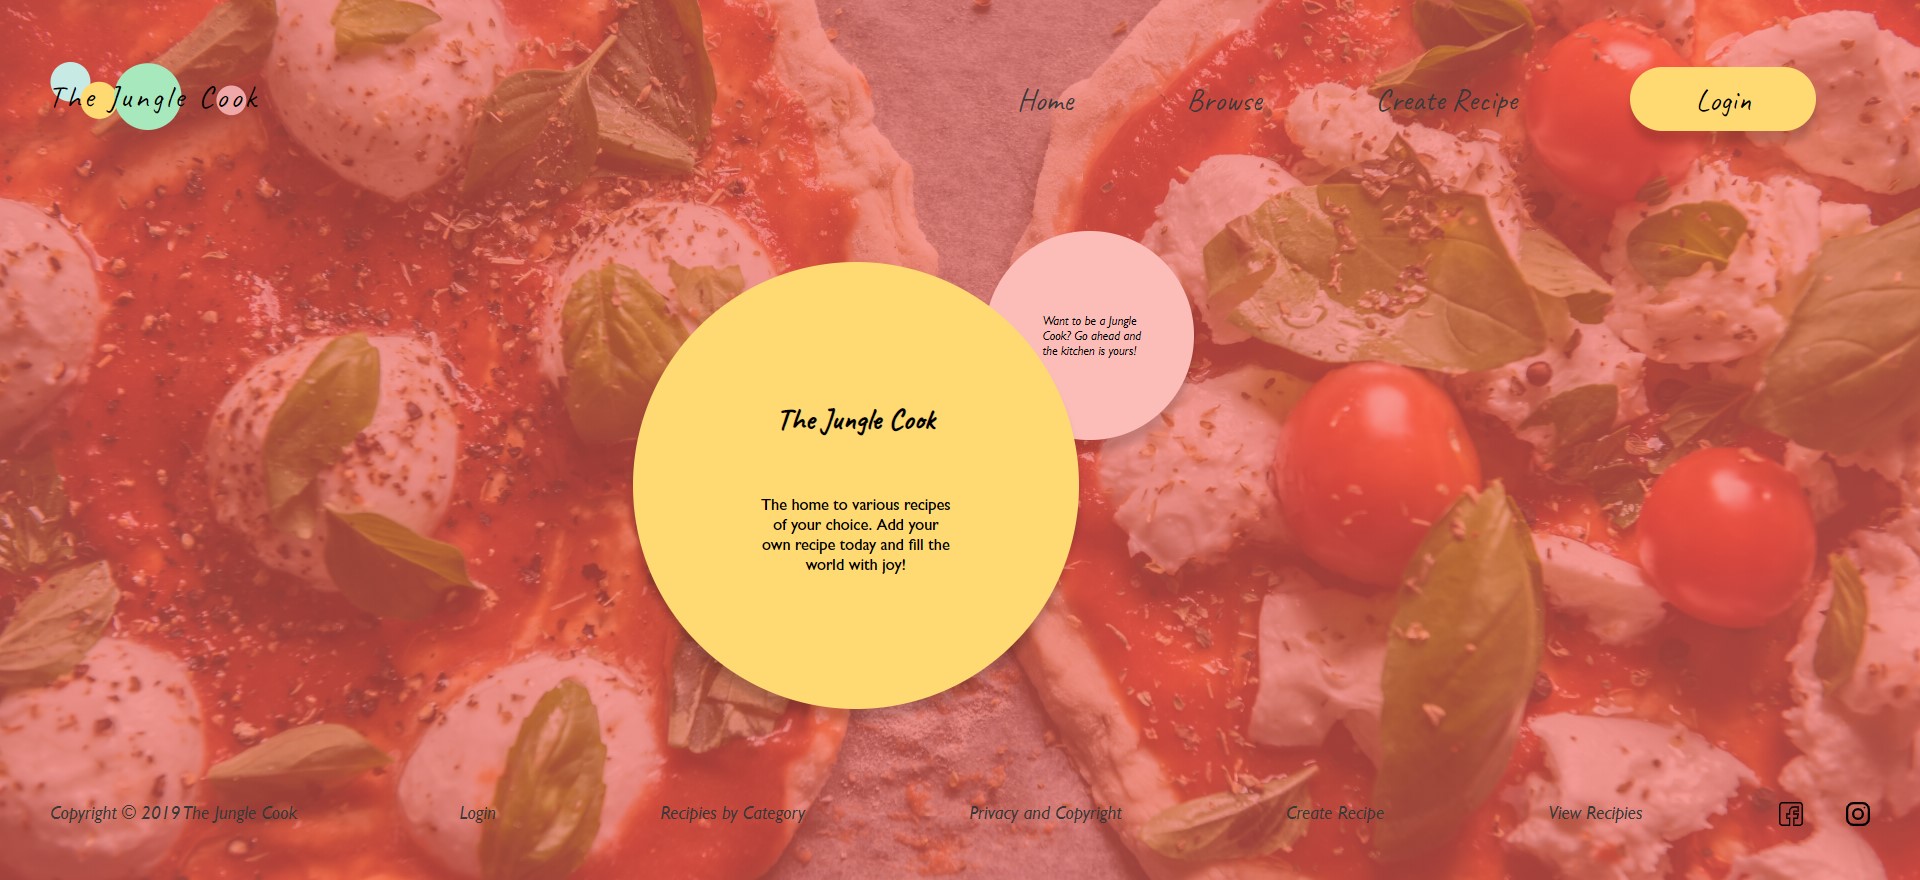 The Jungle Cook
Home
Browse
Create Recipe
Login
Want to be a Jungle
Cook? Go ahead and
the kitchen is yours!
The Jungle Cook
The home to various recipes
of your choice. Add your
own recipe today and fill the
world with joy!
Copyright © 2019 The Jungle Cook
Login
Recipies by Category
Privacy and Copyright
Create Recipe
View Recipies